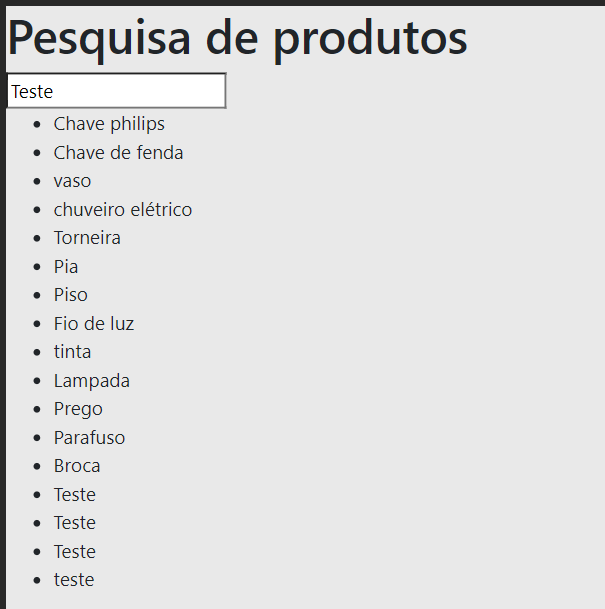 Pesquisa de produtos
Teste
Chave philips
Chave de fenda
vaso
chuveiro elétrico
Torneira
Pia
Piso
Fio de luz
tinta
Lampada
Prego
Parafuso
Broca
Teste
Teste
Teste
teste